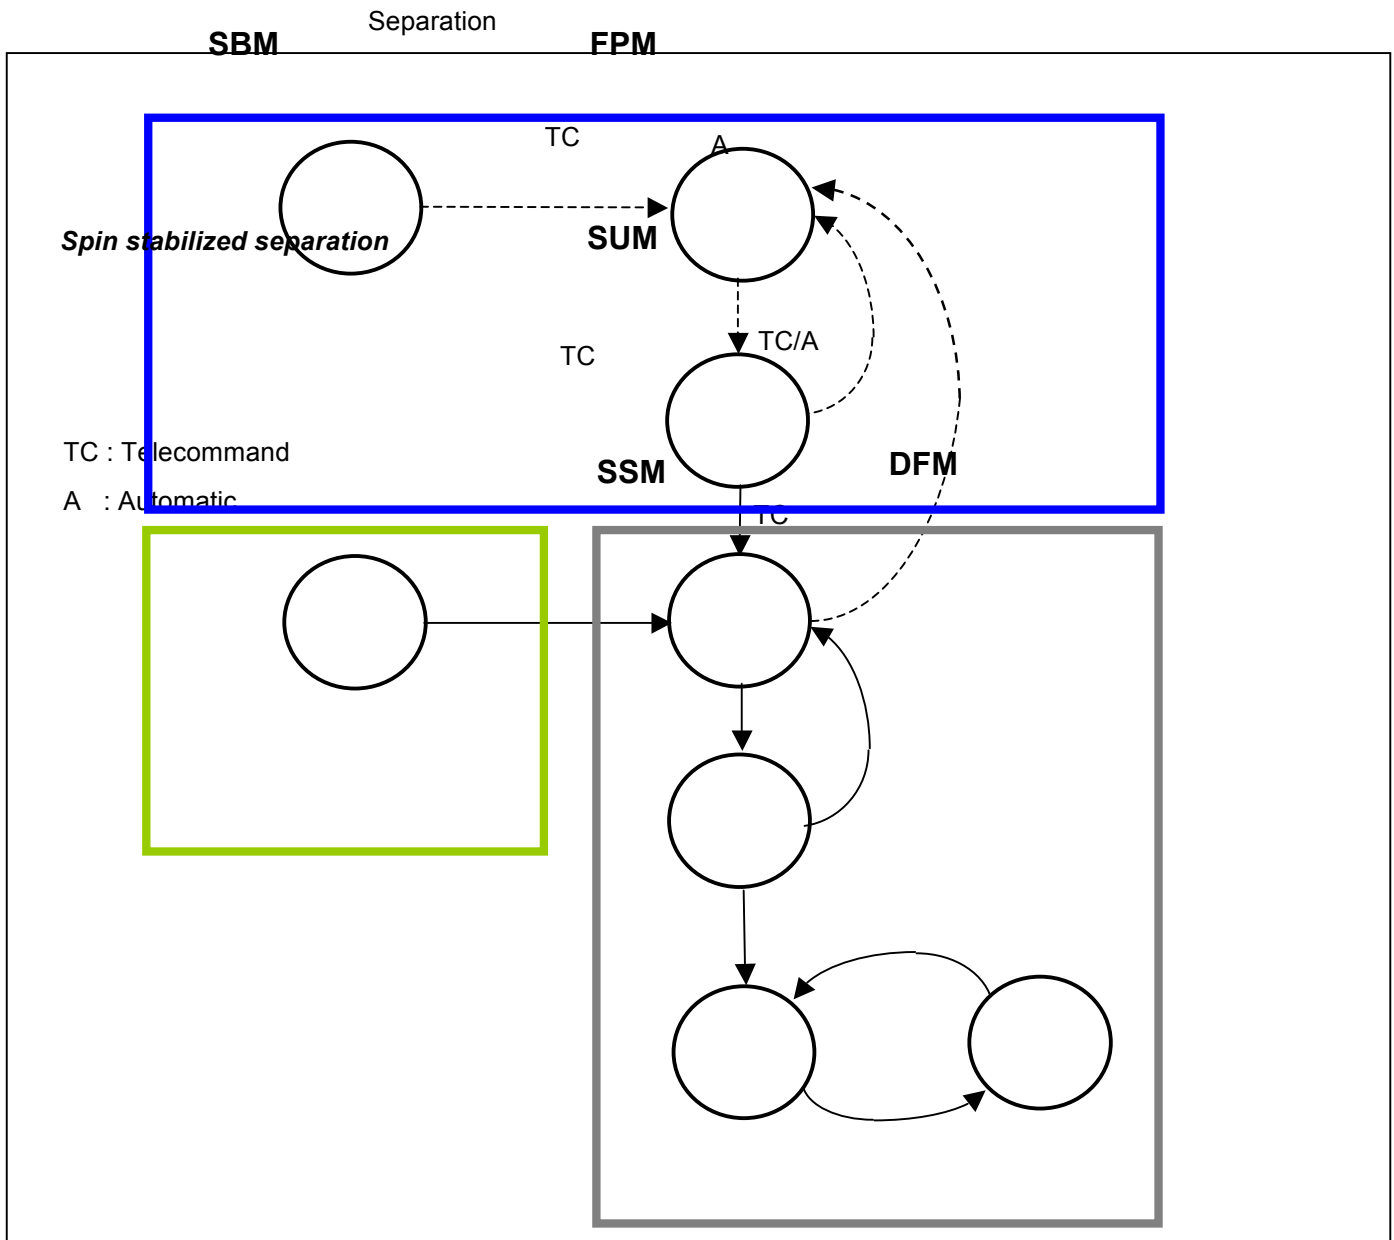 Separation
SBM FPM
TC A
Spin stabilized separation SUM
TC TC/A
TC : Telecommand
SSM DFM
A : Automatic
TC